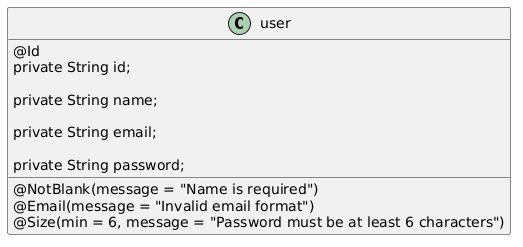 C user
@Id
private String id;
private String name;
private String email;
private String password;
@NotBlank(message = "Name is required")
@Email(message = "Invalid email format")
@Size(min = 6, message = "Password must be at least 6 characters")